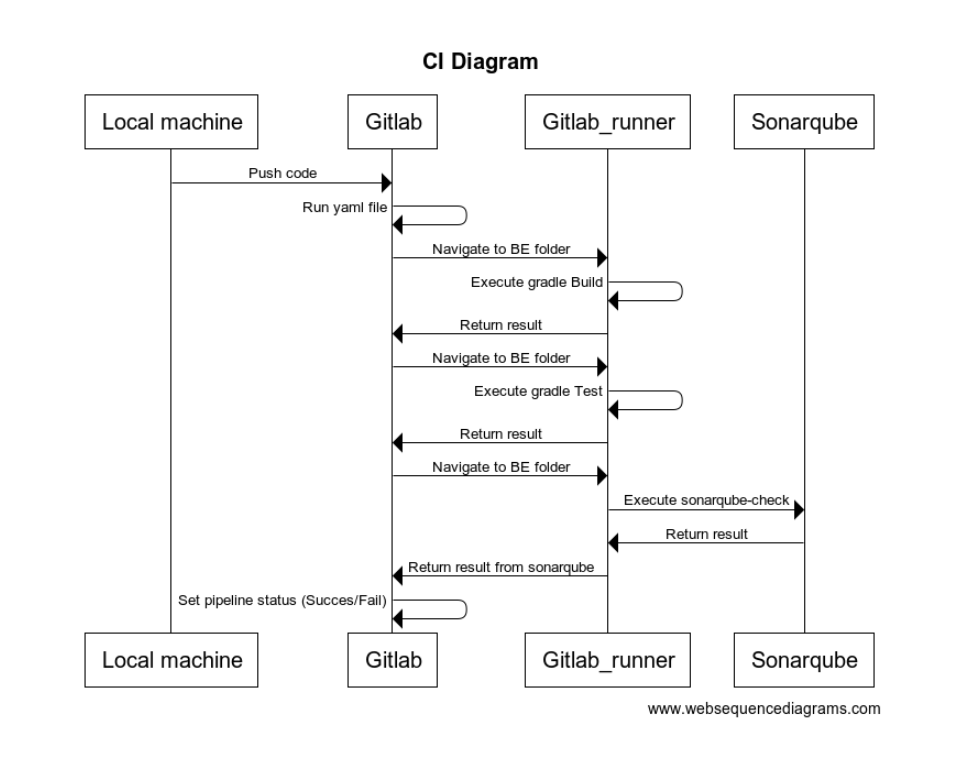 CI Diagram
Local machine
Gitlab
Gitlab_runner
Sonarqube
Push code
Run yaml file
Navigate to BE folder
Execute gradle Build
Return result
Navigate to BE folder
Execute gradle Test
Return result
Navigate to BE folder
Execute sonarqube-check
Return result
Return result from sonarqube
Set pipeline status (Succes/Fail)
Local machine
Gitlab
Gitlab_runner
Sonarqube
www.websequencediagrams.com